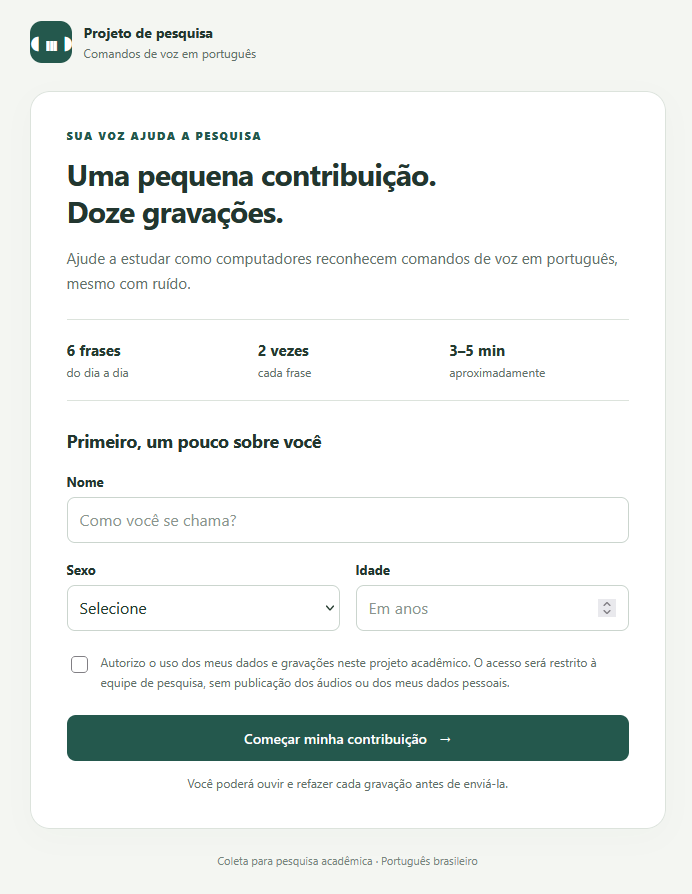 Projeto de pesquisa
Comandos de voz em português
SUA VOZ AJUDA A PESQUISA
Uma pequena contribuição.
Doze gravações.
Ajude a estudar como computadores reconhecem comandos de voz em português,
mesmo com ruído.
6 frases
do dia a dia
2 vezes
cada frase
3–5 min
aproximadamente
Primeiro, um pouco sobre você
Nome
Como você se chama?
Sexo
Idade
Selecione
Em anos
Autorizo o uso dos meus dados e gravações neste projeto acadêmico. O acesso será restrito à
equipe de pesquisa, sem publicação dos áudios ou dos meus dados pessoais.
Começar minha contribuição →
Você poderá ouvir e refazer cada gravação antes de enviá-la.
Coleta para pesquisa acadêmica · Português brasileiro